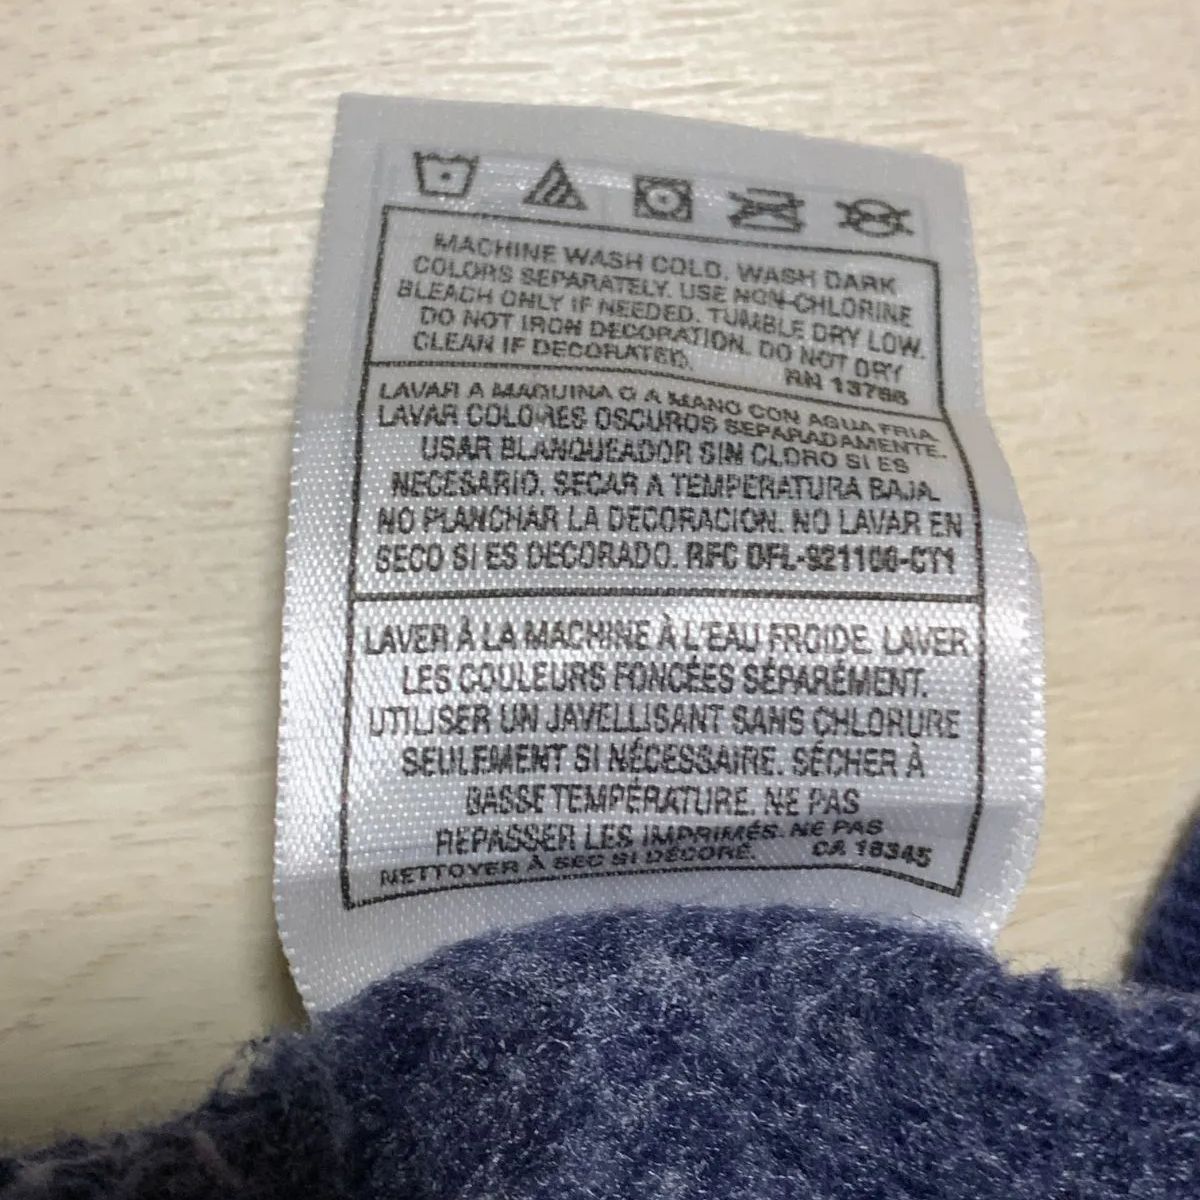 MACHINE WASH COLD. WASH DARK
COLORS SEPARATELY. USE NON-CHLORINE
BLEACH ONLY IF NEEDED. TUMBLE DRY LOW.
DO NOT IRON DECORATION. DO NOT DRY
CLEAN IF DECORATED. RN 13765
LAVAR A MAQUINA O A MANO CON AGUA FRIA
LAVAR COLORES OSCUROS SEPARADAMENTE.
USAR BLANQUEADOR SIN CLORO SI ES
NECESARIO. SECAR A TEMPERATURA BAJA.
NO PLANCHAR LA DECORACION. NO LAVAR EN
SECO SI ES DECORADO. RFC DFL-921106-CT1
LAVER À LA MACHINE À L'EAU FROIDE. LAVER
LES COULEURS FONCÉES SÉPARÉMENT.
UTILISER UN JAVELLISANT SANS CHLORURE
SEULEMENT SI NÉCESSAIRE. SÉCHER À
BASSE TEMPÉRATURE. NE PAS
REPASSER LES IMPRIMÉS. NE PAS
NETTOYER À SEC SI DÉCORÉ. CA 16345